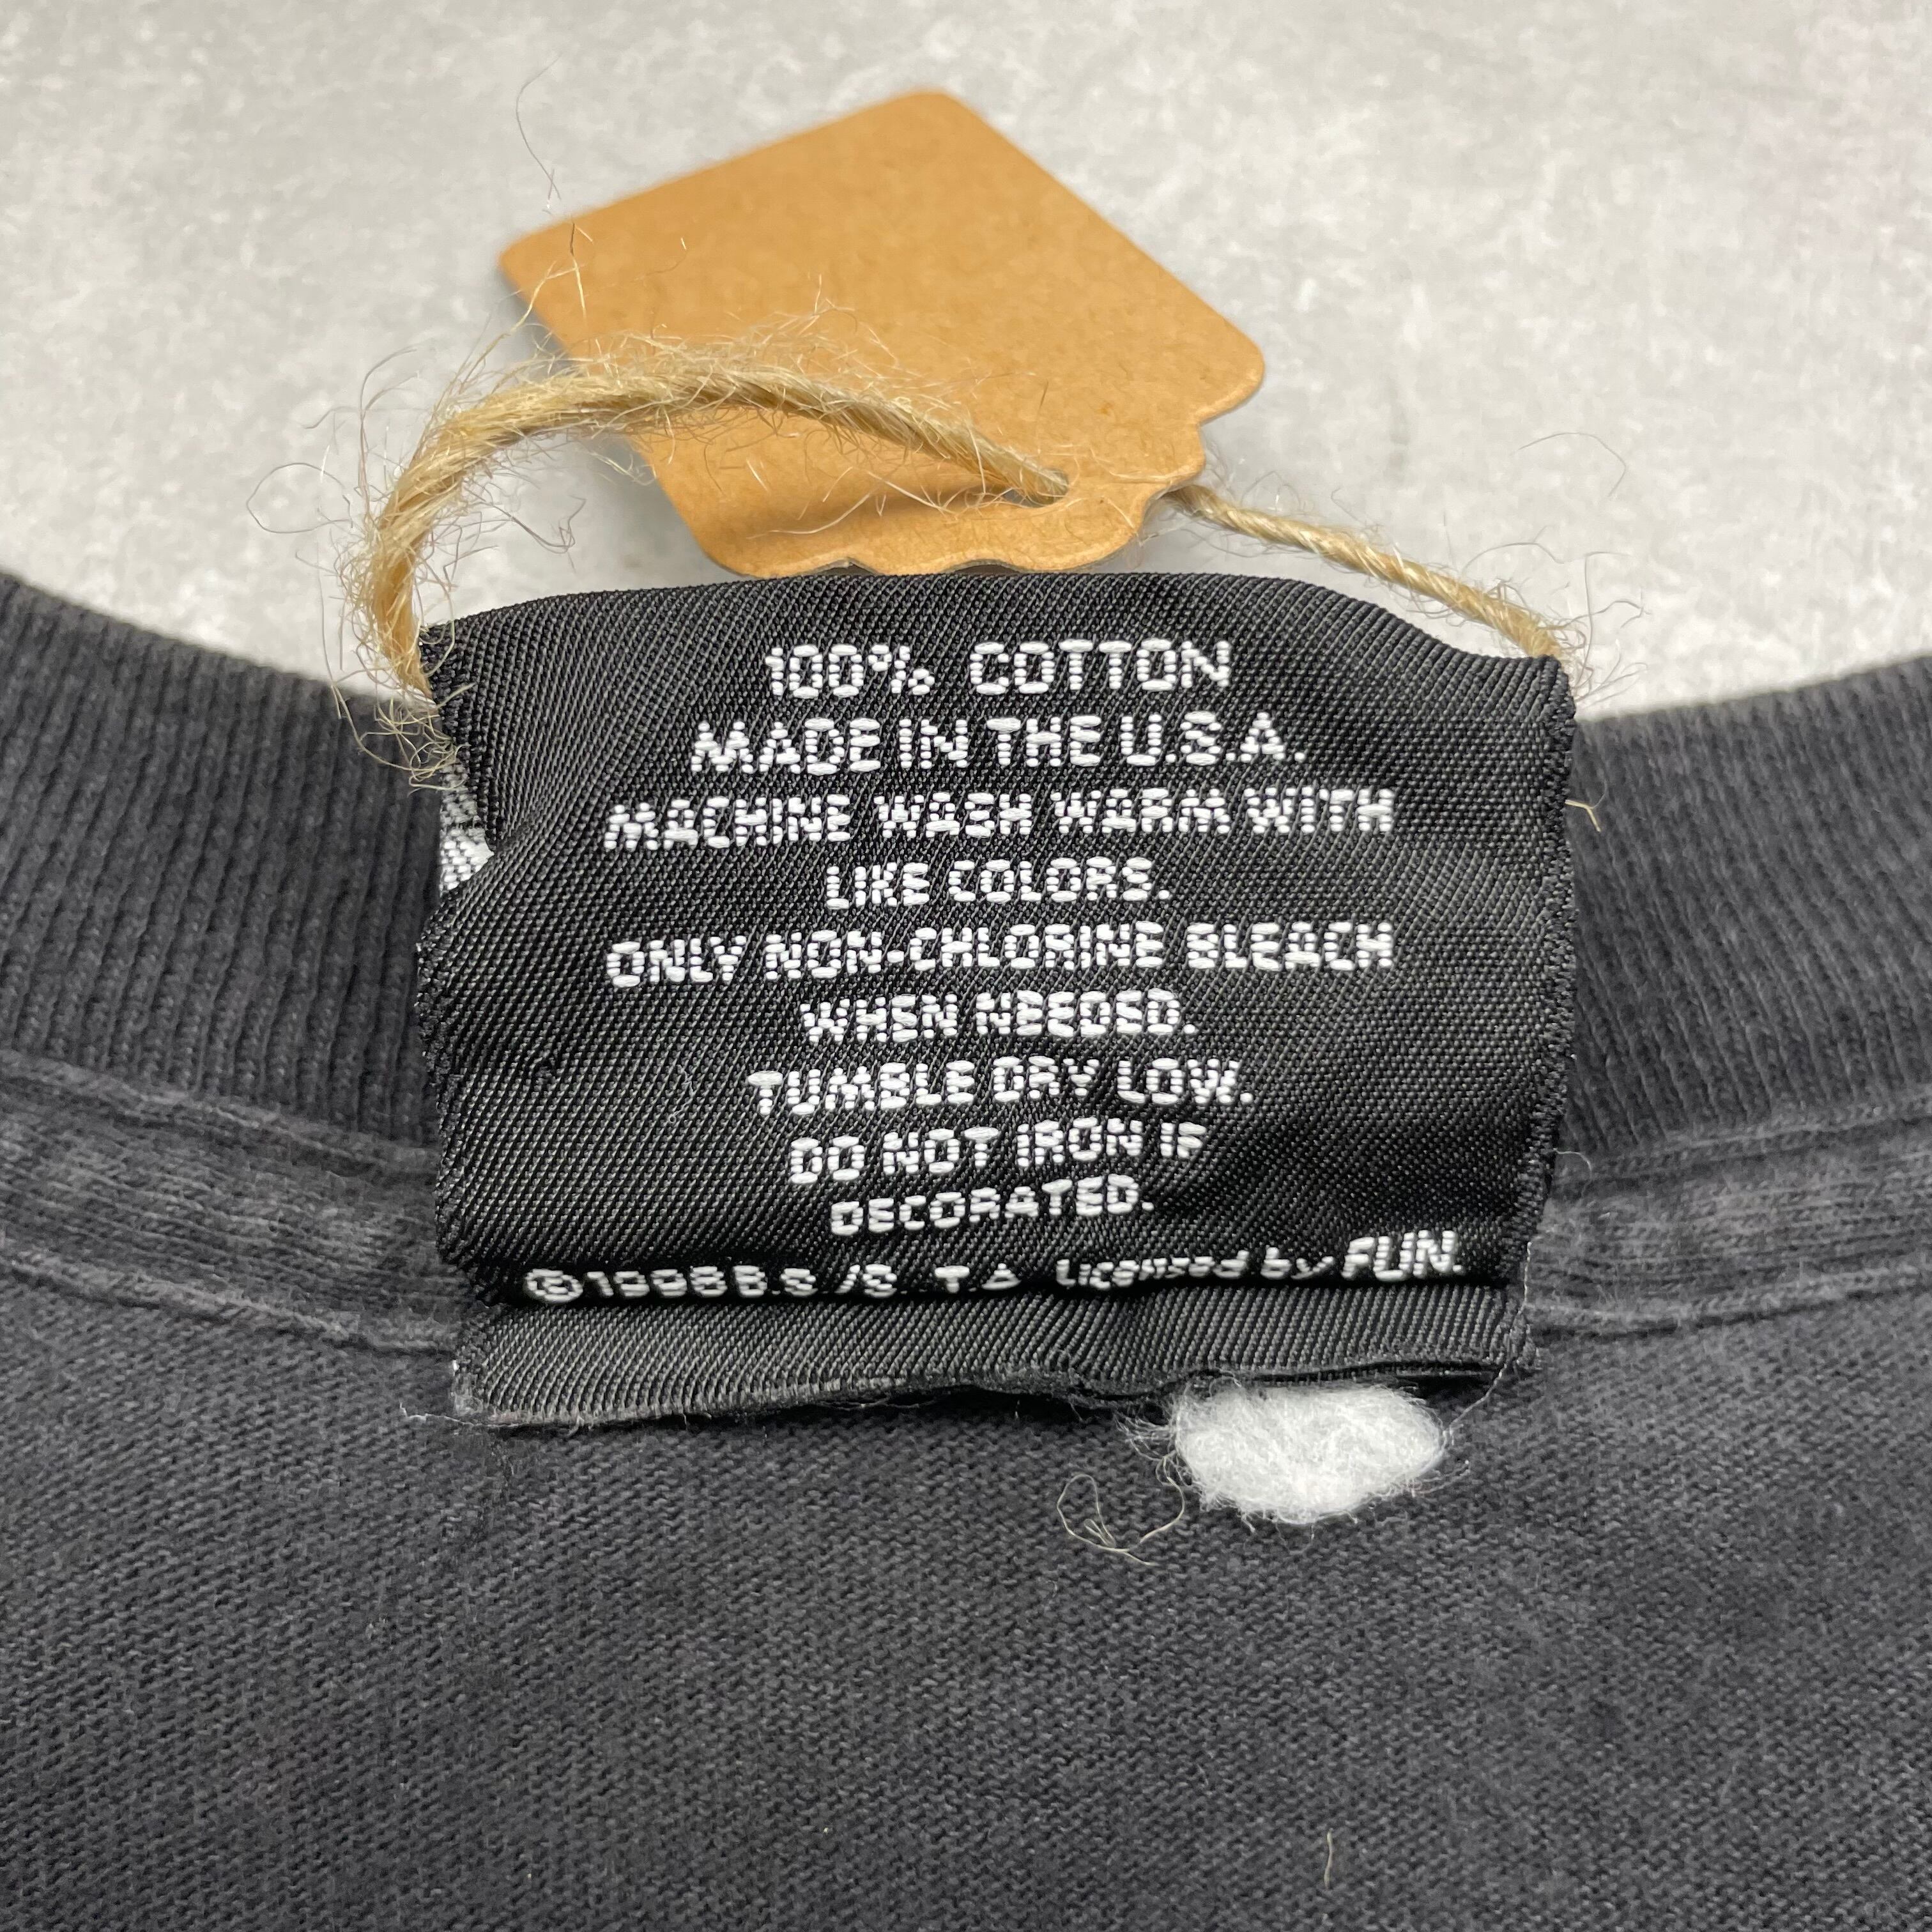 100% COTTON
MADE IN THE U.S.A.
MACHINE WASH WARM WITH
LIKE COLORS.
ONLY NON-CHLORINE BLEACH
WHEN NEEDED.
TUMBLE DRY LOW.
DO NOT IRON IF
DECORATED.
©1998 B.S./S. T.A Licensed by FUN.